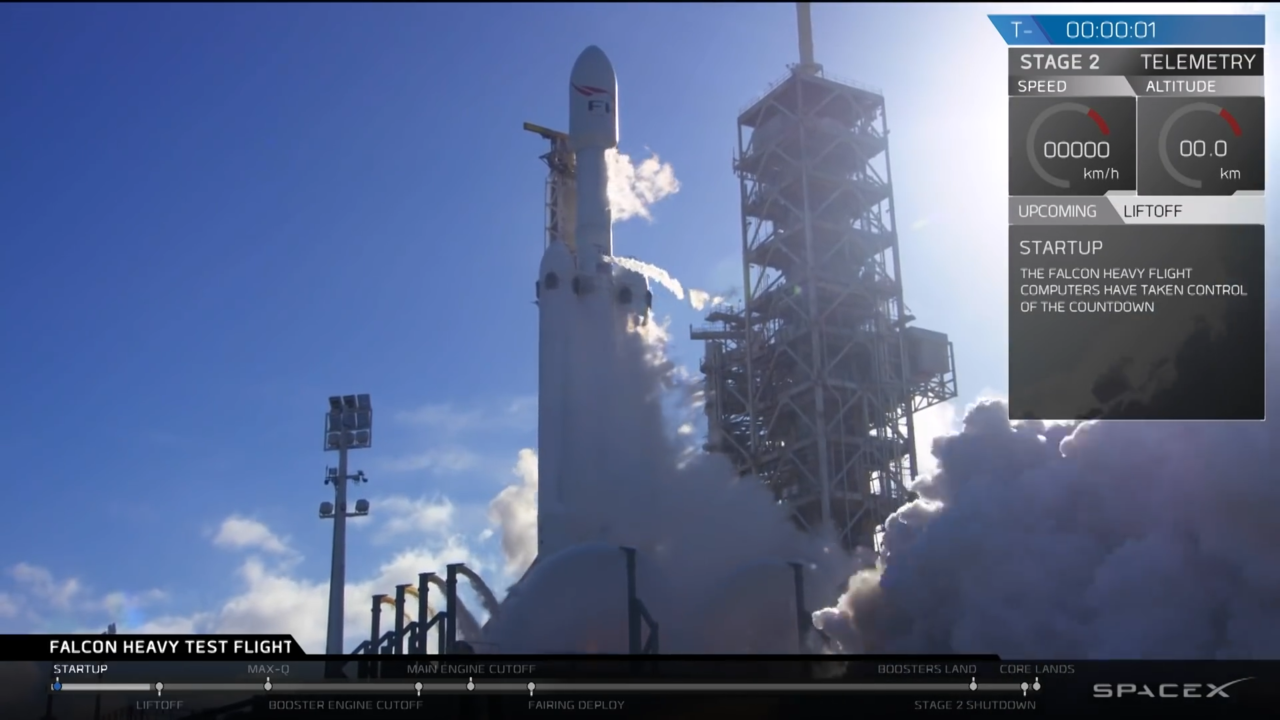 T- 00:00:01
STAGE 2 TELEMETRY
SPEED ALTITUDE
00000 00.0
km/h km
UPCOMING LIFTOFF
STARTUP
THE FALCON HEAVY FLIGHT
COMPUTERS HAVE TAKEN CONTROL
OF THE COUNTDOWN
FALCON HEAVY TEST FLIGHT
STARTUP MAX-Q MAIN ENGINE CUTOFF BOOSTERS LAND CORE LANDS
LIFTOFF BOOSTER ENGINE CUTOFF FAIRING DEPLOY STAGE 2 SHUTDOWN
SPACEX